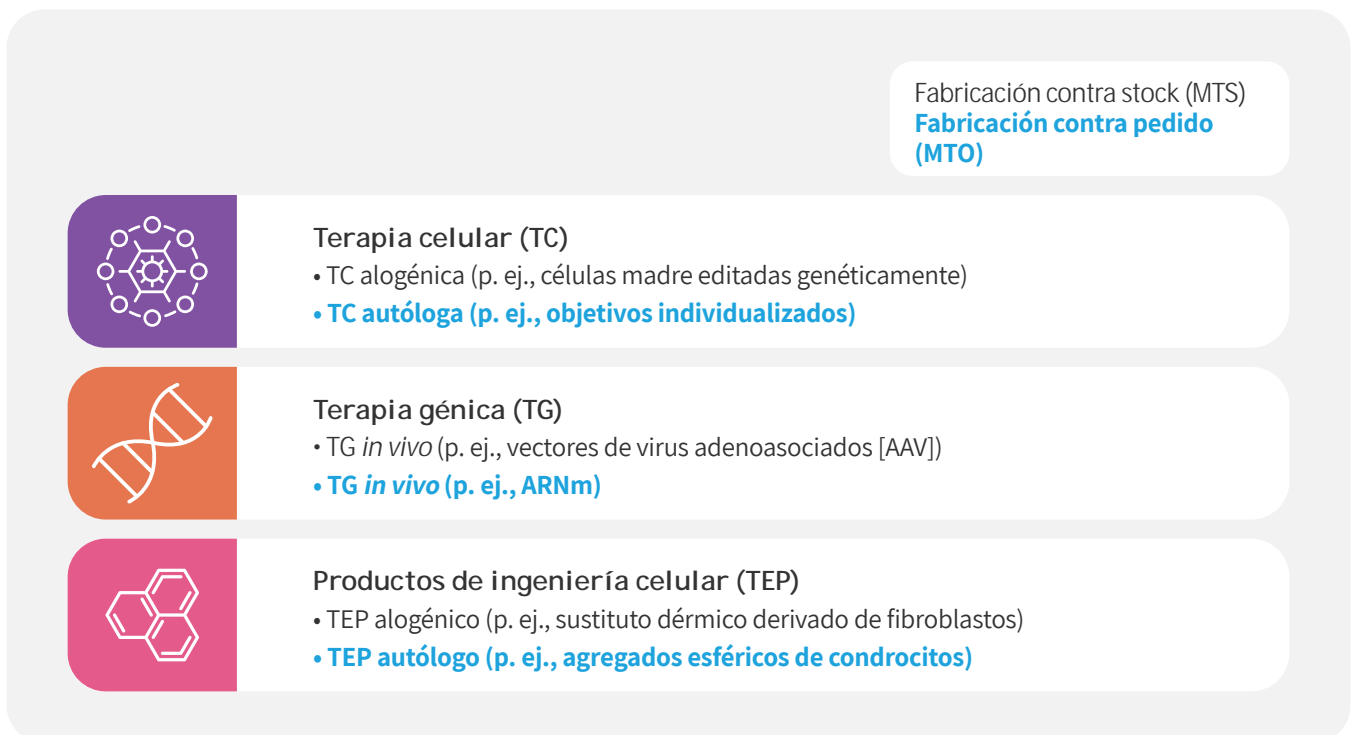 Fabricación contra stock (MTS)
Fabricación contra pedido
(MTO)
Terapia celular (TC)
• TC alogénica (p. ej., células madre editadas genéticamente)
• TC autóloga (p. ej., objetivos individualizados)
Terapia génica (TG)
• TG in vivo (p. ej., vectores de virus adenoasociados [AAV])
• TG in vivo (p. ej., ARNm)
Productos de ingeniería celular (TEP)
• TEP alogénico (p. ej., sustituto dérmico derivado de fibroblastos)
• TEP autólogo (p. ej., agregados esféricos de condrocitos)